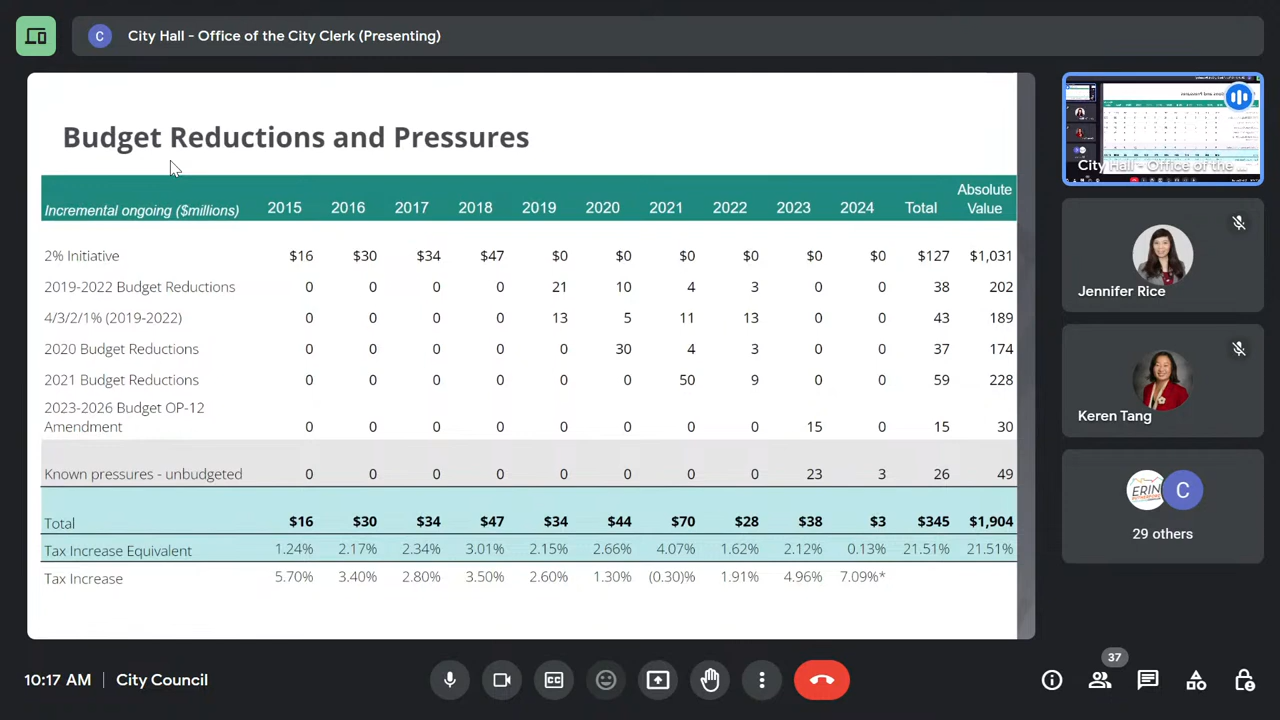 City Hall - Office of the City Clerk (Presenting)
C
Budget Reductions and Pressures
Incremental ongoing ($millions) 2015 2016 2017 2018 2019 2020 2021 2022 2023 2024 Total Absolute Value
2% Initiative $16 $30 $34 $47 $0 $0 $0 $0 $0 $0 $127 $1,031
2019-2022 Budget Reductions 0 0 0 0 21 10 4 3 0 0 38 202
4/3/2/1% (2019-2022) 0 0 0 0 13 5 11 13 0 0 43 189
2020 Budget Reductions 0 0 0 0 0 30 4 3 0 0 37 174
2021 Budget Reductions 0 0 0 0 0 0 50 9 0 0 59 228
2023-2026 Budget OP-12
Amendment 0 0 0 0 0 0 0 0 15 0 15 30
Known pressures - unbudgeted 0 0 0 0 0 0 0 0 23 3 26 49
Total $16 $30 $34 $47 $34 $44 $70 $28 $38 $3 $345 $1,904
Tax Increase Equivalent 1.24% 2.17% 2.34% 3.01% 2.15% 2.66% 4.07% 1.62% 2.12% 0.13% 21.51% 21.51%
Tax Increase 5.70% 3.40% 2.80% 3.50% 2.60% 1.30% (0.30)% 1.91% 4.96% 7.09%*
City Hall - Office of the ...
Jennifer Rice
Keren Tang
ERIN
C
29 others
10:17 AM | City Council
37